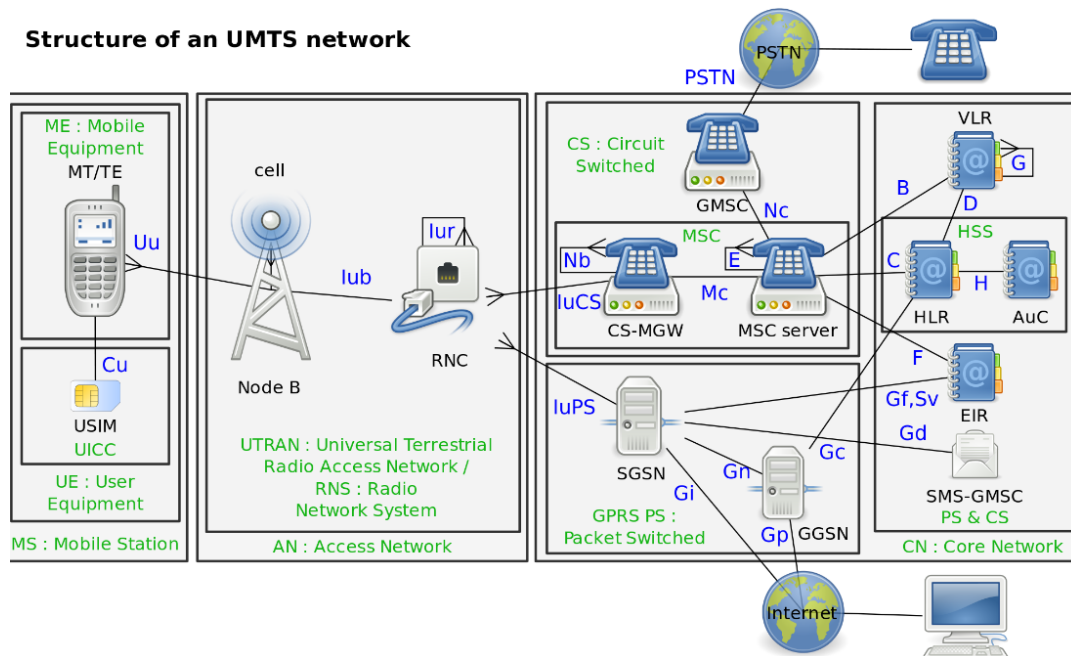 Structure of an UMTS network
PSTN
PSTN
ME : Mobile
Equipment
MT/TE
Uu
Cu
USIM
UICC
UE : User
Equipment
MS : Mobile Station
cell
Iub
Iur
Node B
RNC
UTRAN : Universal Terrestrial
Radio Access Network /
RNS : Radio
Network System
AN : Access Network
CS : Circuit
Switched
GMSC
Nc
MSC
Nb
E
IuCS
Mc
CS-MGW
MSC server
VLR
G
B
D
HSS
C
H
HLR
AuC
F
Gf,Sv
EIR
Gd
IuPS
SGSN
Gn
Gc
Gi
SMS-GMSC
PS & CS
GPRS PS :
Packet Switched
Gp
GGSN
CN : Core Network
Internet